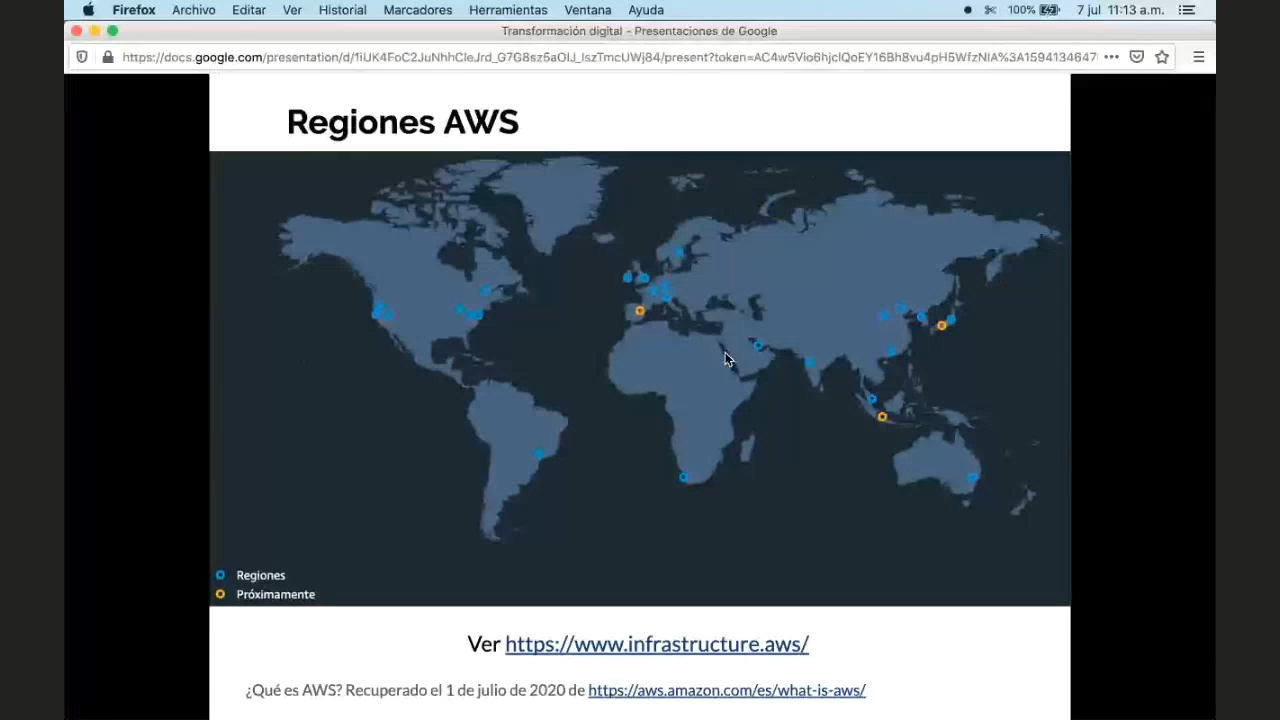 Firefox Archivo Editar Ver Historial Marcadores Herramientas Ventana Ayuda 100% 7 jul 11:13 a.m.
Transformación digital - Presentaciones de Google
Regiones AWS
Regiones
Próximamente
Ver https://www.infrastructure.aws/
¿Qué es AWS? Recuperado el 1 de julio de 2020 de https://aws.amazon.com/es/what-is-aws/